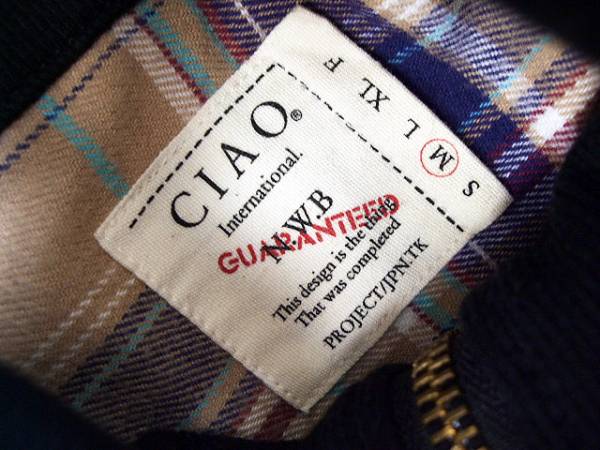 CIAO®
International.
N.W.B
GUARANTEED
This design is the thing
That was completed
PROJECT/JPN.TK
S M L XL F